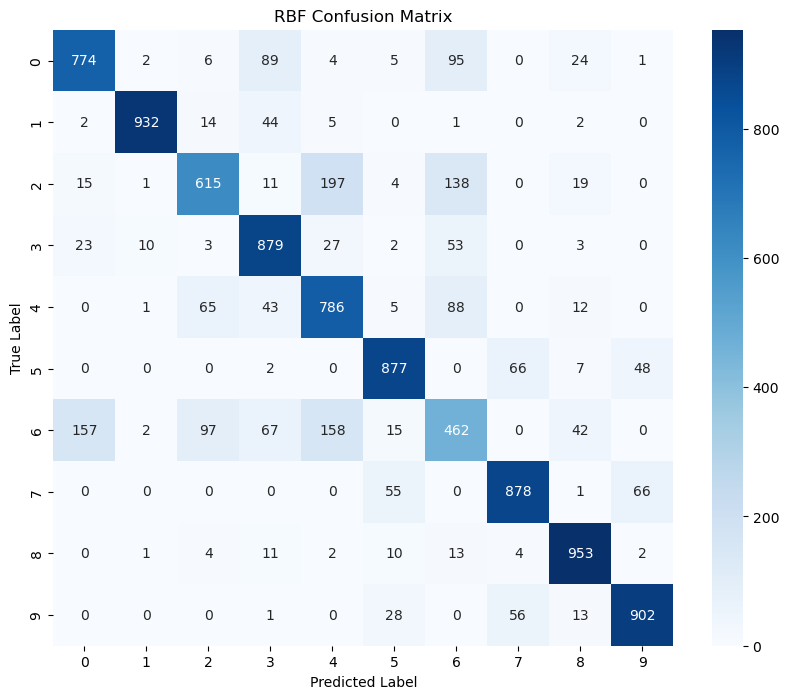 RBF Confusion Matrix
0 774 2 6 89 4 5 95 0 24 1
1 2 932 14 44 5 0 1 0 2 0
2 15 1 615 11 197 4 138 0 19 0
3 23 10 3 879 27 2 53 0 3 0
4 0 1 65 43 786 5 88 0 12 0
5 0 0 0 2 0 877 0 66 7 48
6 157 2 97 67 158 15 462 0 42 0
7 0 0 0 0 0 55 0 878 1 66
8 0 1 4 11 2 10 13 4 953 2
9 0 0 0 1 0 28 0 56 13 902
0 1 2 3 4 5 6 7 8 9
Predicted Label
True Label
800
600
400
200
0